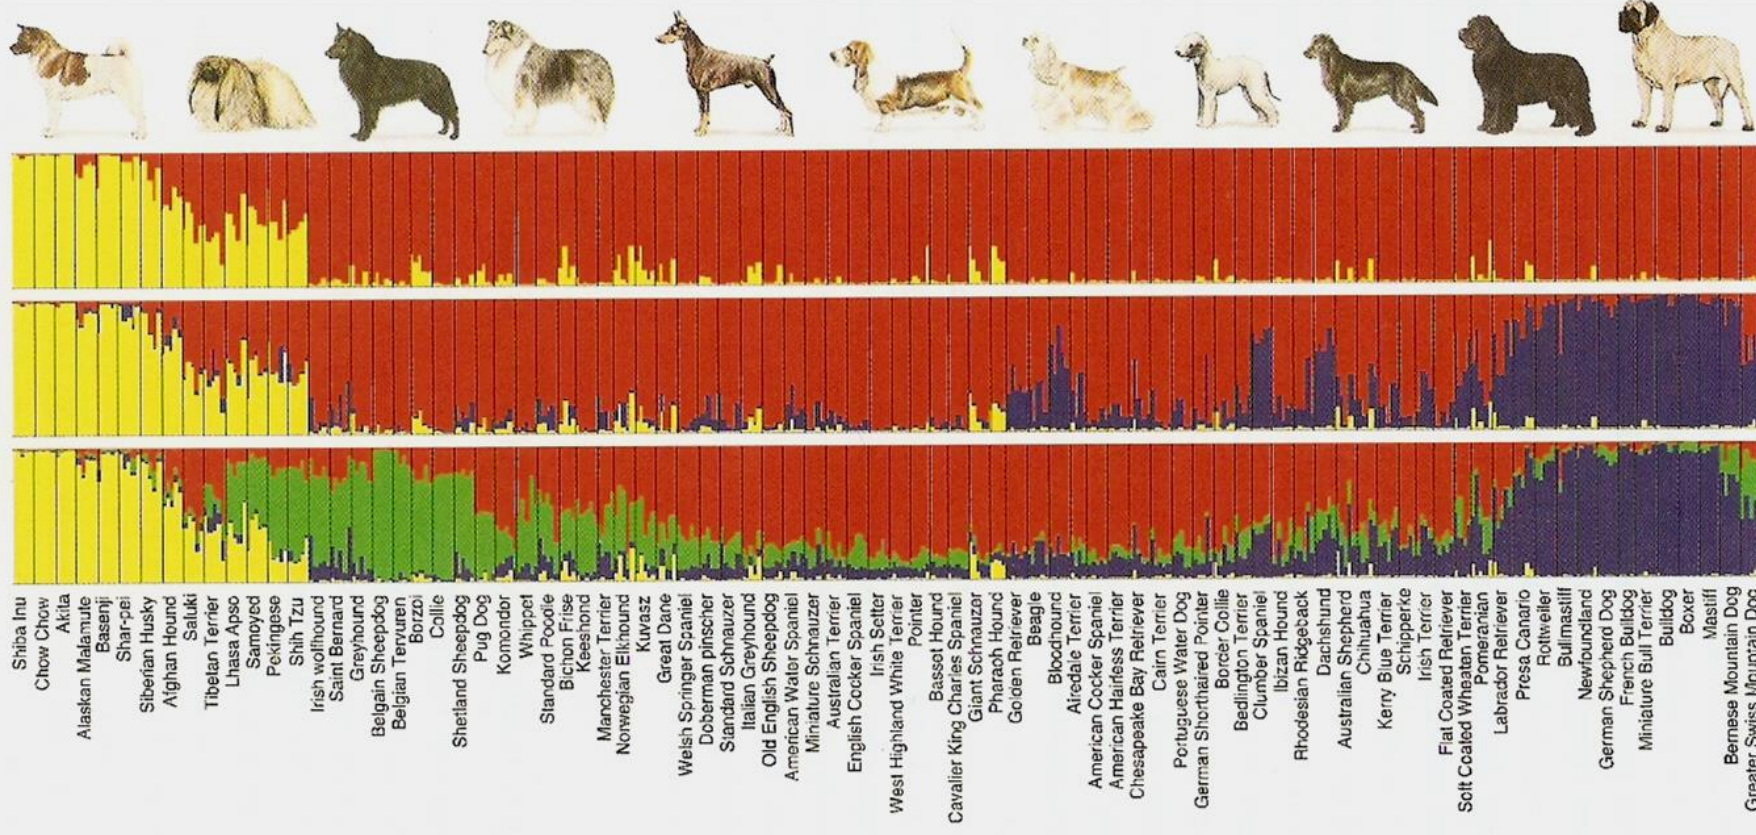 Shiba Inu
Chow Chow
Akita
Alaskan Malamute
Basenji
Shar-pei
Siberian Husky
Afghan Hound
Saluki
Tibetan Terrier
Lhasa Apso
Samoyed
Pekingese
Shih Tzu
Irish wolfhound
Saint Bernard
Greyhound
Belgain Sheepdog
Belgian Tervuren
Borzoi
Collie
Shetland Sheepdog
Pug Dog
Komondor
Whippet
Standard Poodle
Bichon Frise
Keeshond
Manchester Terrier
Norwegian Elkhound
Kuvasz
Great Dane
Welsh Springer Spaniel
Doberman pinscher
Standard Schnauzer
Italian Greyhound
Old English Sheepdog
American Water Spaniel
Miniature Schnauzer
Australian Terrier
English Cocker Spaniel
Irish Setter
West Highland White Terrier
Pointer
Bassot Hound
Cavalier King Charles Spaniel
Giant Schnauzer
Pharaoh Hound
Golden Retriever
Beagle
Bloodhound
Airedale Terrier
American Cocker Spaniel
American Hairless Terrier
Chesapeake Bay Retriever
Cairn Terrier
Portuguese Water Dog
German Shorthaired Pointer
Border Collie
Bedlington Terrier
Clumber Spaniel
Ibizan Hound
Rhodesian Ridgeback
Dachshund
Australian Shepherd
Chihuahua
Kerry Blue Terrier
Schipperke
Irish Terrier
Flat Coated Retriever
Soft Coated Wheaten Terrier
Pomeranian
Labrador Retriever
Presa Canario
Rottweiler
Bullmastiff
Newfoundland
German Shepherd Dog
French Bulldog
Miniature Bull Terrier
Bulldog
Boxer
Mastiff
Bernese Mountain Dog
Greater Swiss Mountain Dog